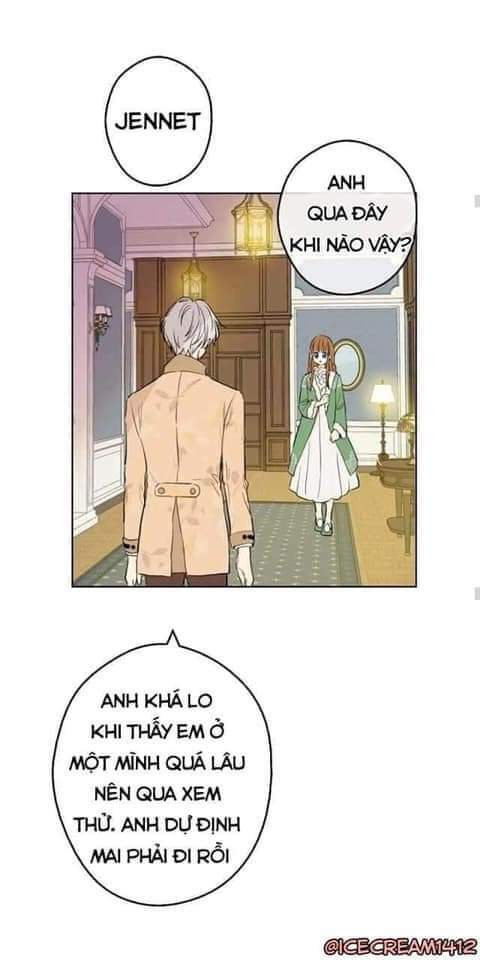 JENNET
ANH
QUA ĐÂY
KHI NÀO VẬY?
ANH KHÁ LO
KHI THẤY EM Ở
MỘT MÌNH QUÁ LÂU
NÊN QUA XEM
THỬ. ANH DỰ ĐỊNH
MAI PHẢI ĐI RỒI
@ICECREAM1412